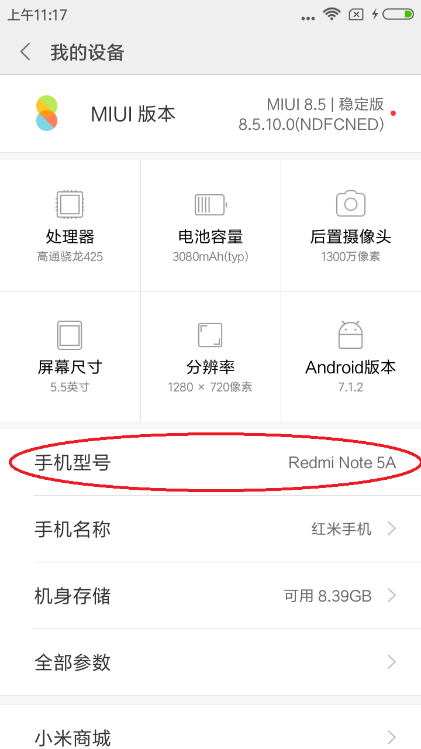 上午11:17
我的设备
MIUI 版本
MIUI 8.5 | 稳定版
8.5.10.0(NDFCNED)
处理器
高通骁龙425
电池容量
3080mAh(typ)
后置摄像头
1300万像素
屏幕尺寸
5.5英寸
分辨率
1280 × 720像素
Android版本
7.1.2
手机型号
Redmi Note 5A
手机名称
红米手机
机身存储
可用 8.39GB
全部参数
小米商城